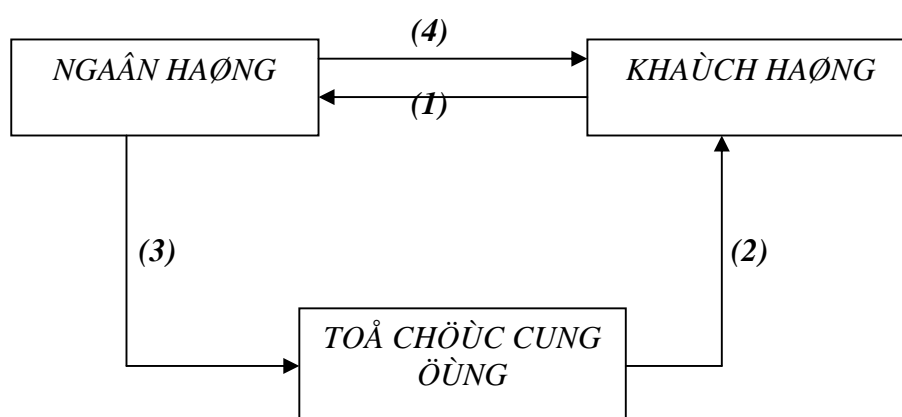 (4)
NGAÂN HAØNG
KHAÙCH HAØNG
(1)
(3)
(2)
TOÅ CHÖÙC CUNG
ÖÙNG